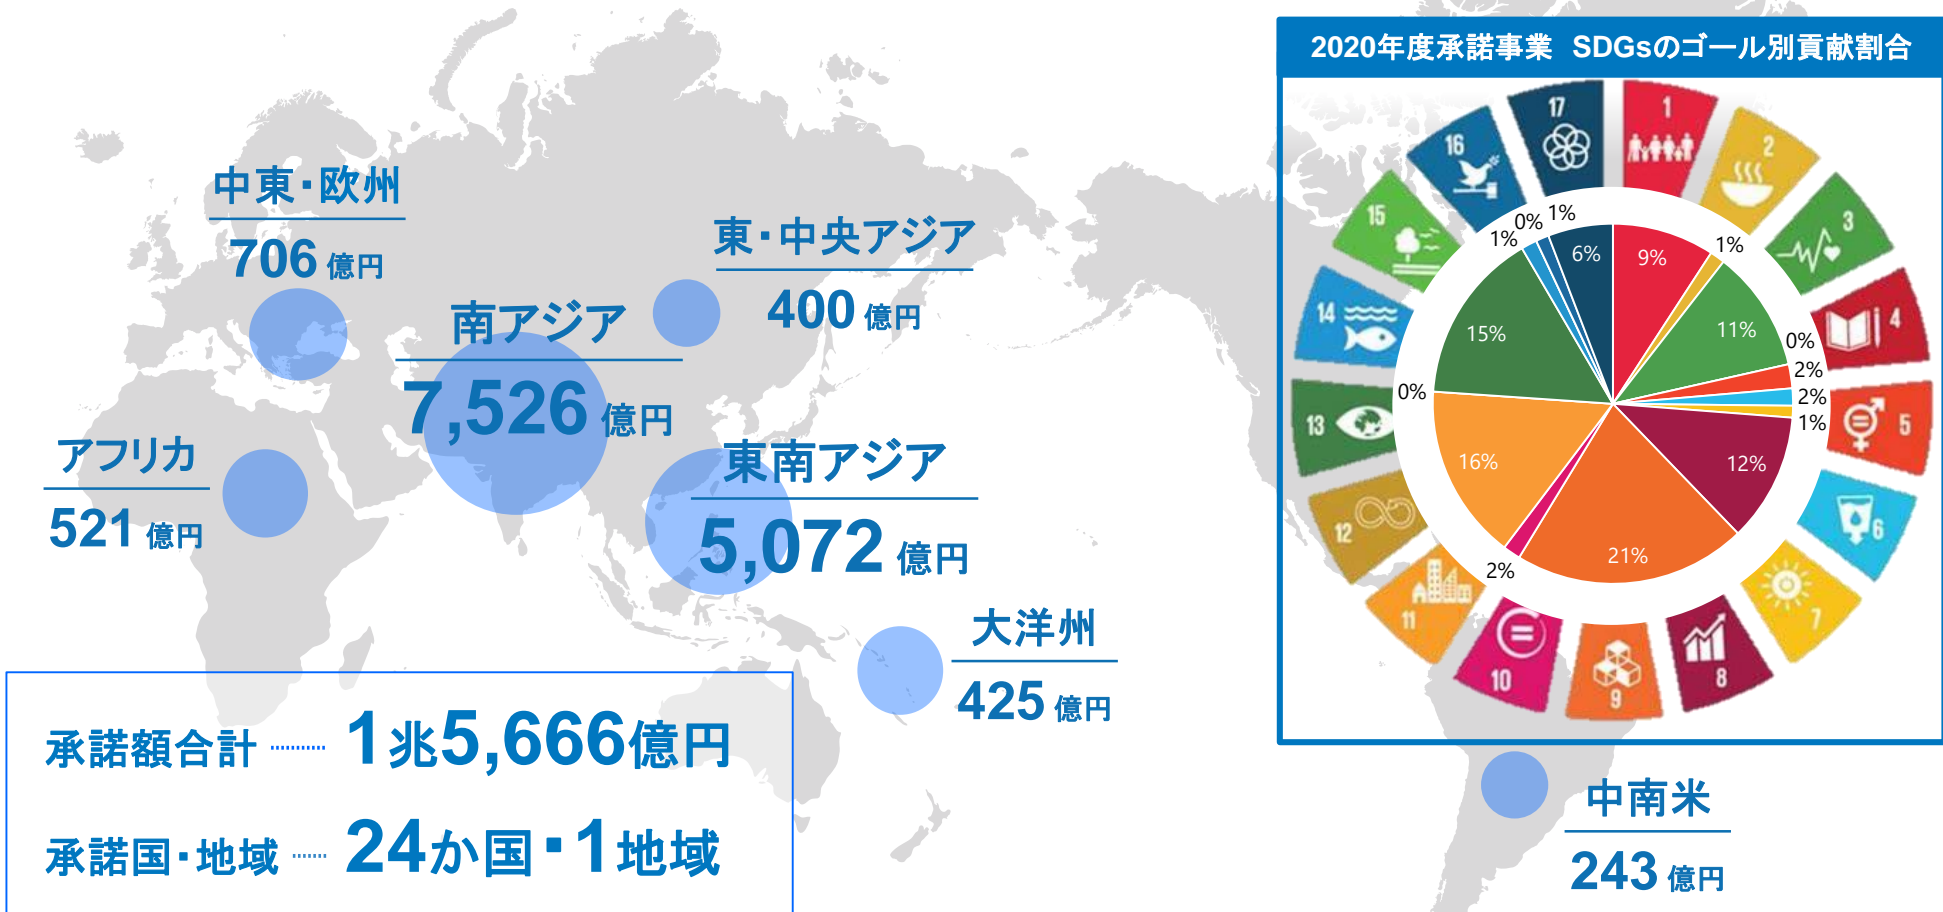 2020年度承諾事業 SDGsのゴール別貢献割合
中東・欧州
706 億円
東・中央アジア
400 億円
南アジア
7,526 億円
東南アジア
5,072 億円
アフリカ
521 億円
大洋州
425 億円
中南米
243 億円
承諾額合計 ……… 1兆5,666億円
承諾国・地域 …… 24か国・1地域
1
2
3
4
5
6
7
8
9
10
11
12
13
14
15
16
17
9%
1%
11%
0%
2%
2%
1%
12%
21%
2%
16%
0%
15%
1%
0%
1%
6%